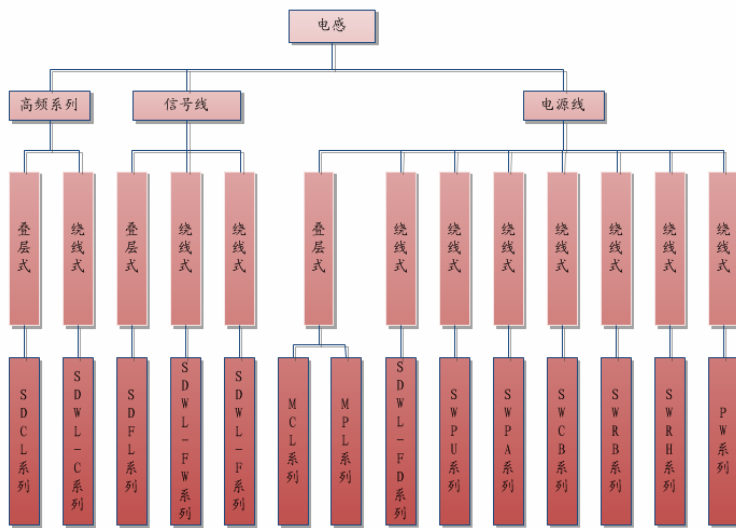 电感
高频系列
信号线
电源线
叠层式
绕线式
叠层式
绕线式
绕线式
叠层式
绕线式
绕线式
绕线式
绕线式
绕线式
绕线式
绕线式
SDCL系列
SDWL-C系列
SDFL系列
SDWL-FW系列
SDWL-F系列
MCL系列
MPL系列
SDWL-FD系列
SWPU系列
SWPA系列
SWCB系列
SWRB系列
SWRH系列
PW系列